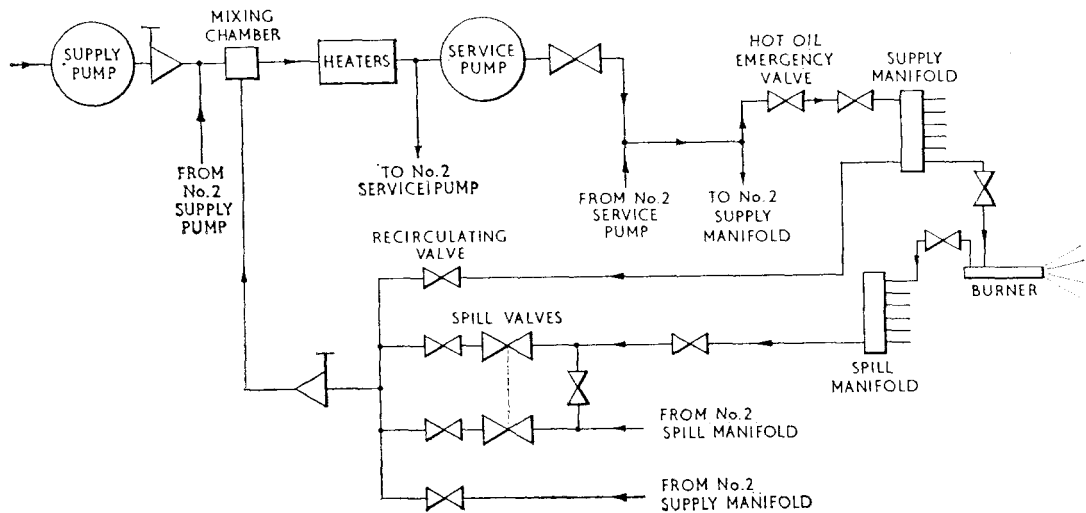 SUPPLY
PUMP
MIXING
CHAMBER
HEATERS
SERVICE
PUMP
HOT OIL
EMERGENCY
VALVE
SUPPLY
MANIFOLD
FROM
No.2
SUPPLY
PUMP
TO No.2
SERVICE PUMP
FROM No.2
SERVICE
PUMP
TO No.2
SUPPLY
MANIFOLD
RECIRCULATING
VALVE
BURNER
SPILL VALVES
SPILL
MANIFOLD
FROM No.2
SPILL MANIFOLD
FROM No.2
SUPPLY MANIFOLD